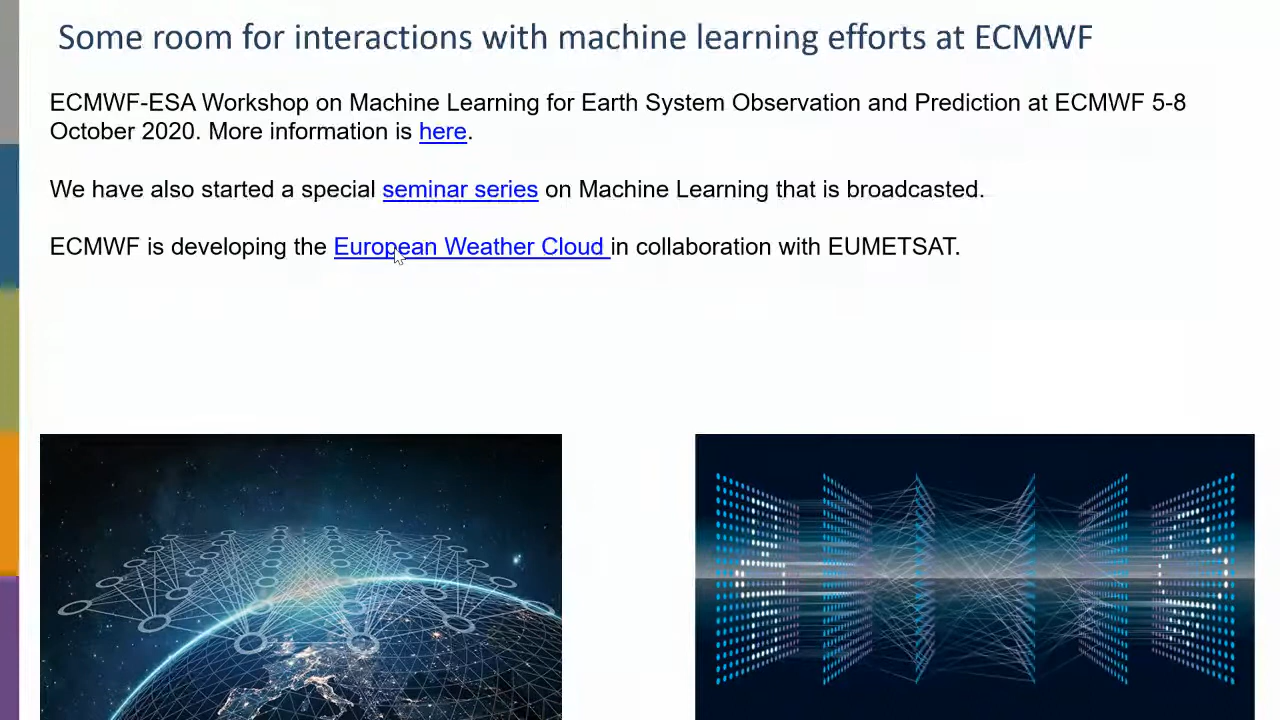 Some room for interactions with machine learning efforts at ECMWF
ECMWF-ESA Workshop on Machine Learning for Earth System Observation and Prediction at ECMWF 5-8
October 2020. More information is here.
We have also started a special seminar series on Machine Learning that is broadcasted.
ECMWF is developing the European Weather Cloud in collaboration with EUMETSAT.